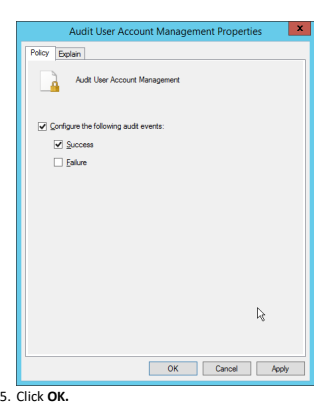 Audit User Account Management Properties
x
Policy Explain
Audit User Account Management
Configure the following audit events:
Success
Failure
OK Cancel Apply
5. Click OK.